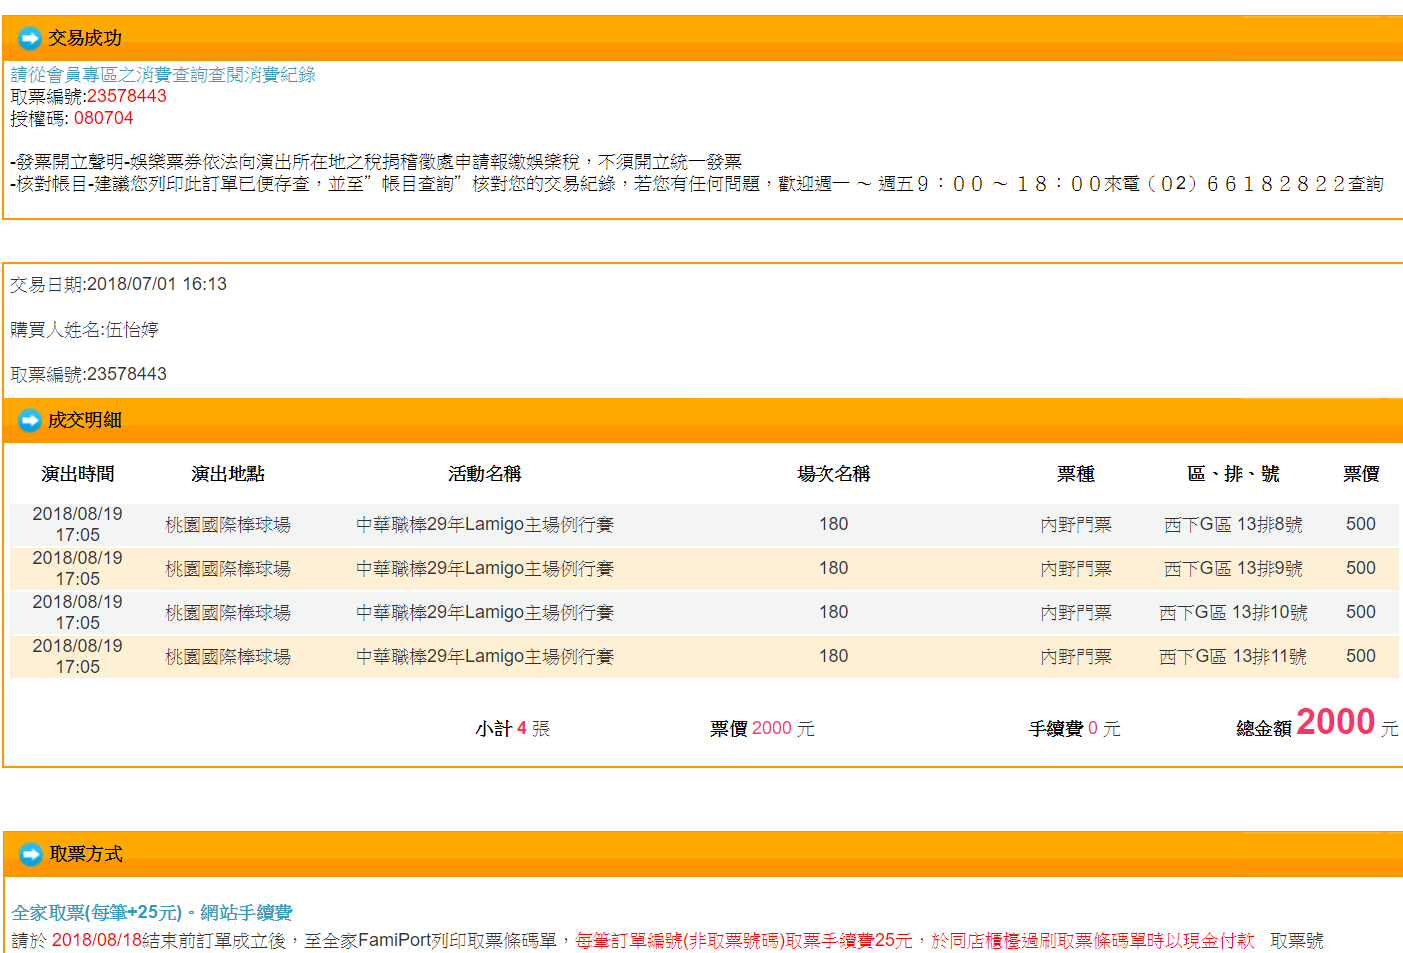 交易成功
請從會員專區之消費查詢查閱消費紀錄
取票編號:23578443
授權碼: 080704
-發票開立聲明-娛樂票券依法向演出所在地之稅捐稽徵處申請報繳娛樂稅，不須開立統一發票
-核對帳目-建議您列印此訂單已便存查，並至”帳目查詢”核對您的交易紀錄，若您有任何問題，歡迎週一 ～ 週五９：００ ～ １８：００來電（０2）６６１８２８２２查詢
交易日期:2018/07/01 16:13
購買人姓名:伍怡婷
取票編號:23578443
成交明細
演出時間 演出地點 活動名稱 場次名稱 票種 區、排、號 票價
2018/08/19 17:05 桃園國際棒球場 中華職棒29年Lamigo主場例行賽 180 內野門票 西下G區 13排8號 500
2018/08/19 17:05 桃園國際棒球場 中華職棒29年Lamigo主場例行賽 180 內野門票 西下G區 13排9號 500
2018/08/19 17:05 桃園國際棒球場 中華職棒29年Lamigo主場例行賽 180 內野門票 西下G區 13排10號 500
2018/08/19 17:05 桃園國際棒球場 中華職棒29年Lamigo主場例行賽 180 內野門票 西下G區 13排11號 500
小計 4 張 票價 2000 元 手續費 0 元 總金額 2000 元
取票方式
全家取票(每筆+25元)。網站手續費
請於 2018/08/18結束前訂單成立後，至全家FamiPort列印取票條碼單，每筆訂單編號(非取票號碼)取票手續費25元，於同店櫃檯過刷取票條碼單時以現金付款 取票號